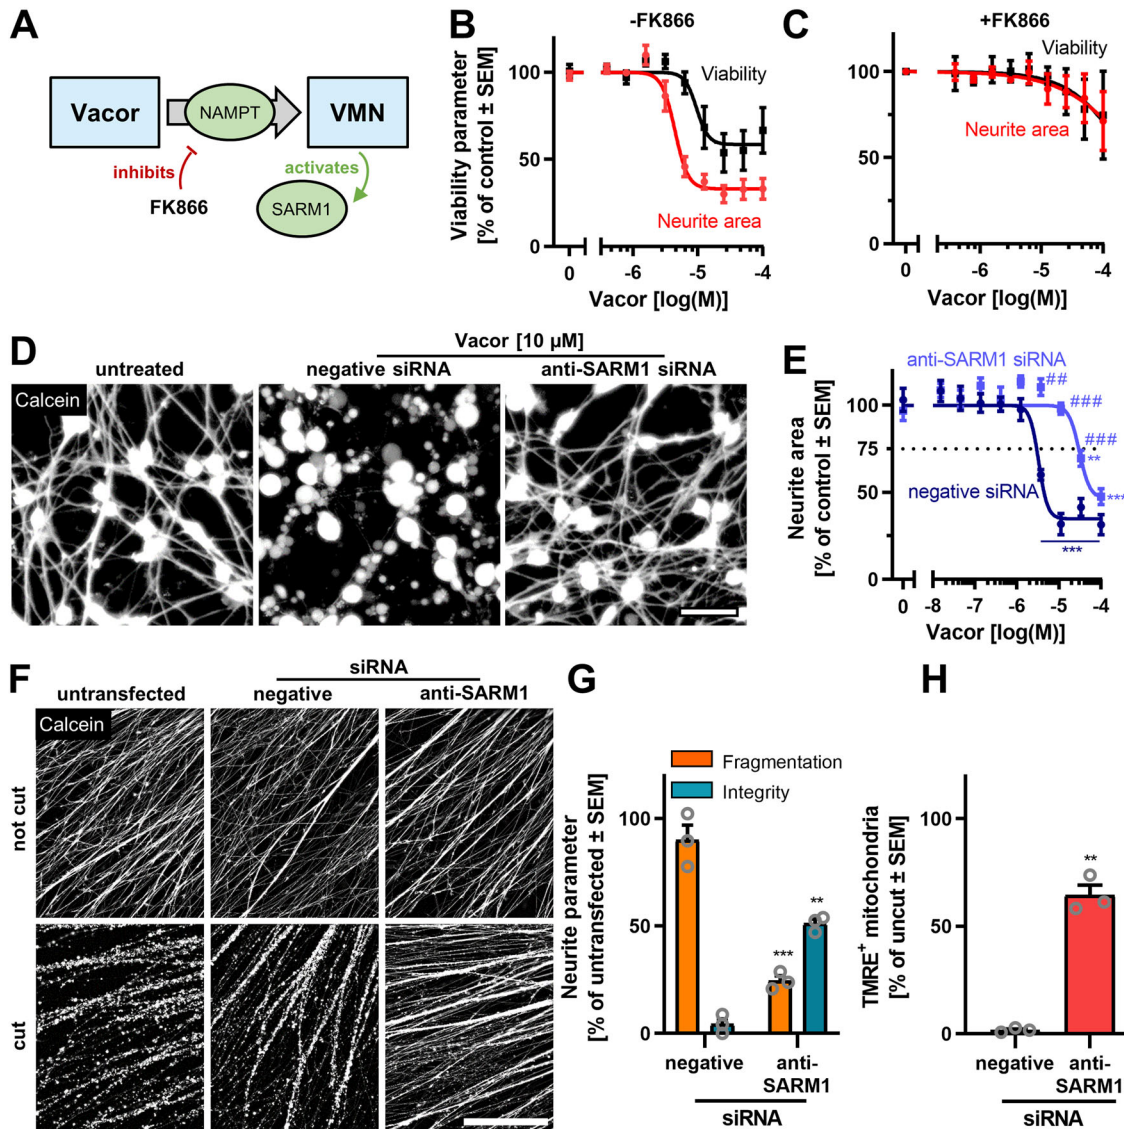 A
Vacor
NAMPT
VMN
inhibits
activates
FK866
SARM1
B
-FK866
Viability parameter
[% of control ± SEM]
100
50
0
Viability
Neurite area
0
-6
-5
-4
Vacor [log(M)]
C
+FK866
100
50
0
Viability
Neurite area
0
-6
-5
-4
Vacor [log(M)]
D
Vacor [10 µM]
untreated
negative siRNA
anti-SARM1 siRNA
Calcein
E
anti-SARM1 siRNA
Neurite area
[% of control ± SEM]
100
75
50
0
##
###
###
**
***
negative siRNA
***
0
-8
-7
-6
-5
-4
Vacor [log(M)]
F
siRNA
untransfected
negative
anti-SARM1
Calcein
not cut
cut
G
Fragmentation
Integrity
Neurite parameter
[% of untransfected ± SEM]
100
50
0
***
**
negative
anti-
SARM1
siRNA
H
TMRE+ mitochondria
[% of uncut ± SEM]
100
50
0
**
negative
anti-
SARM1
siRNA